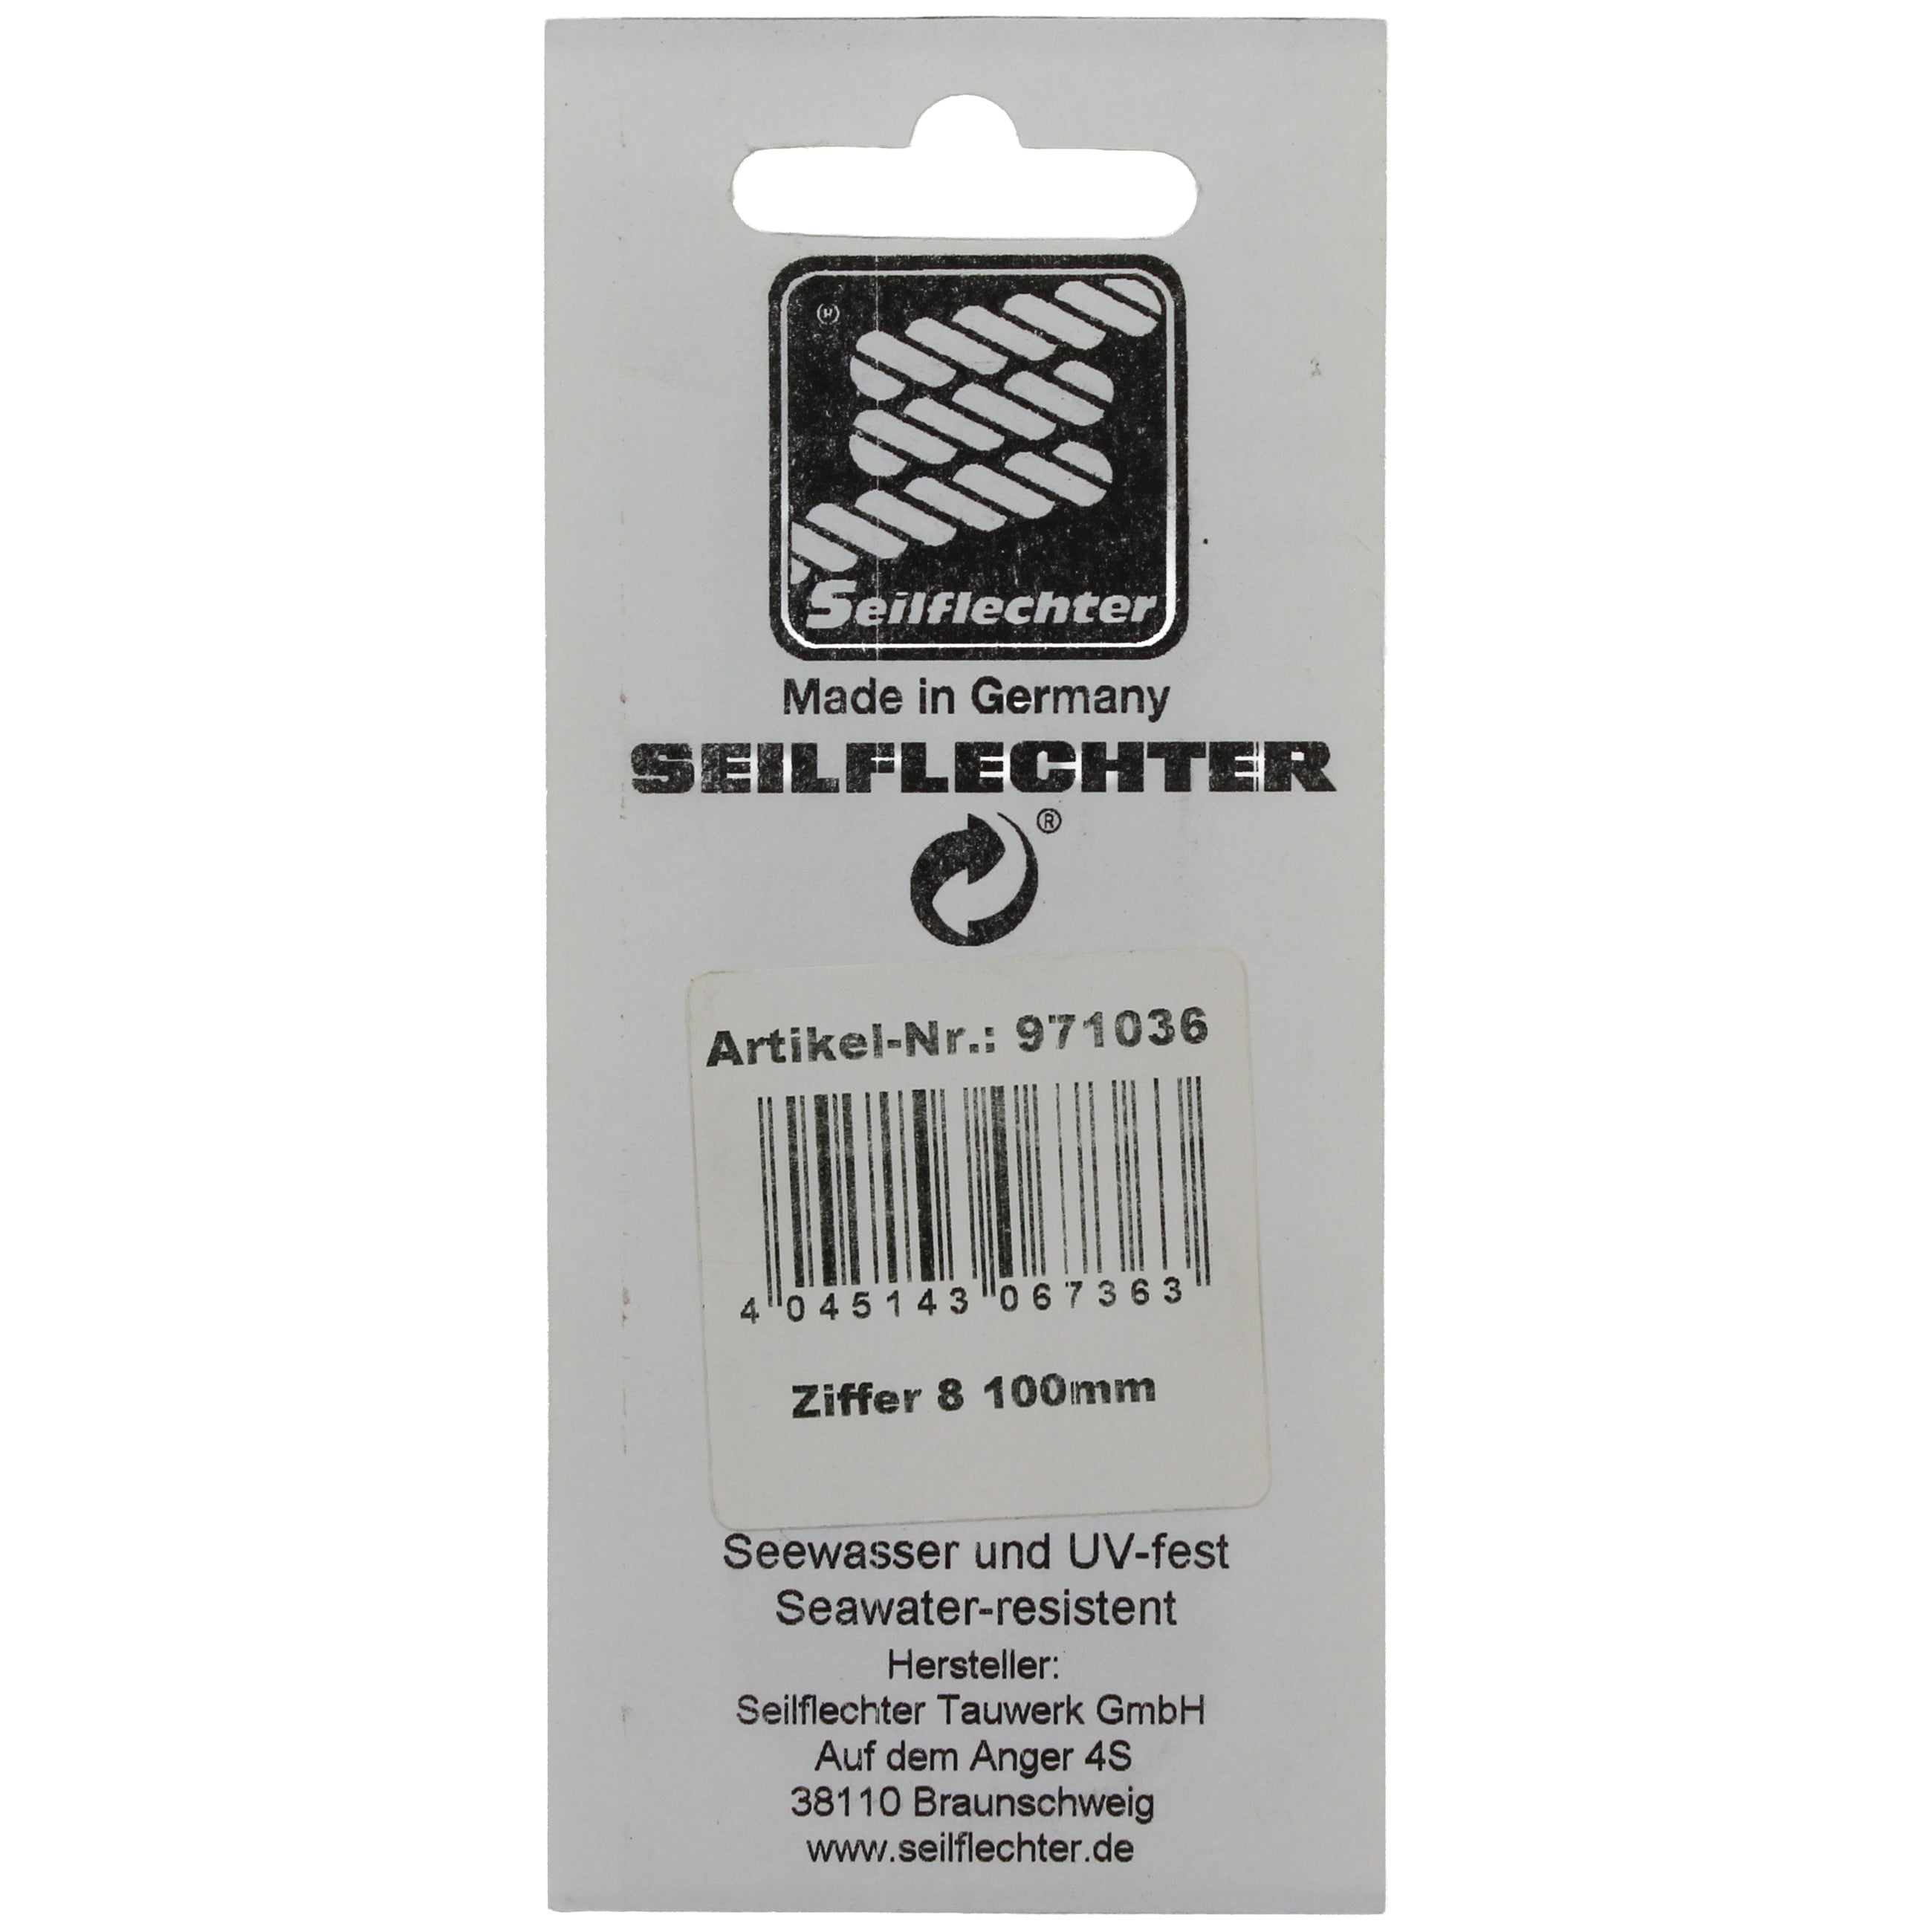 Seilflechter
Made in Germany
SEILFLECHTER
®
Artikel-Nr.: 971036
4 045143 067363
Ziffer 8 100mm
Seewasser und UV-fest
Seawater-resistent
Hersteller:
Seilflechter Tauwerk GmbH
Auf dem Anger 4S
38110 Braunschweig
www.seilflechter.de